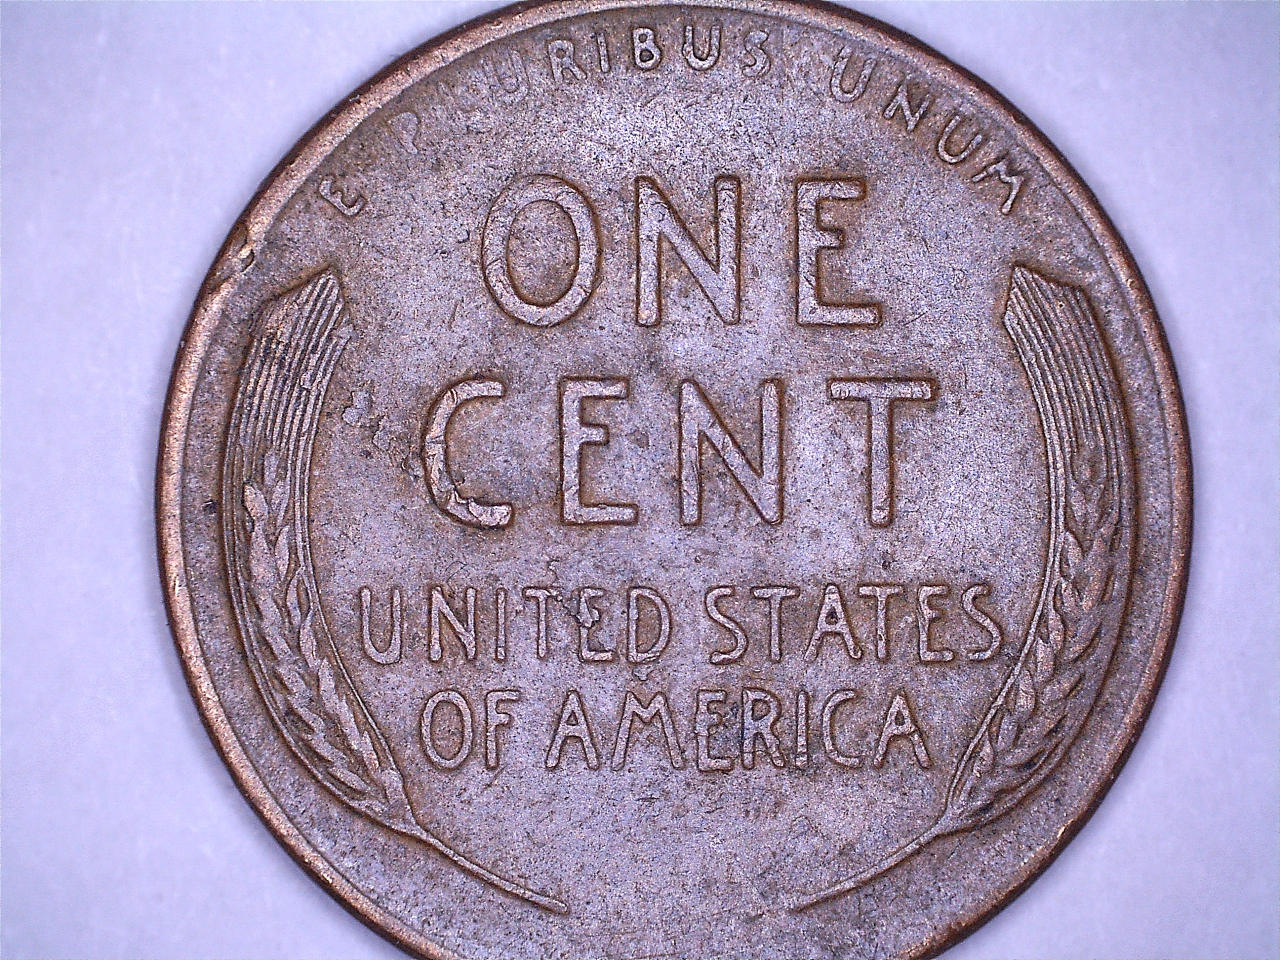 E PLURIBUS UNUM
ONE
CENT
UNITED STATES
OF AMERICA